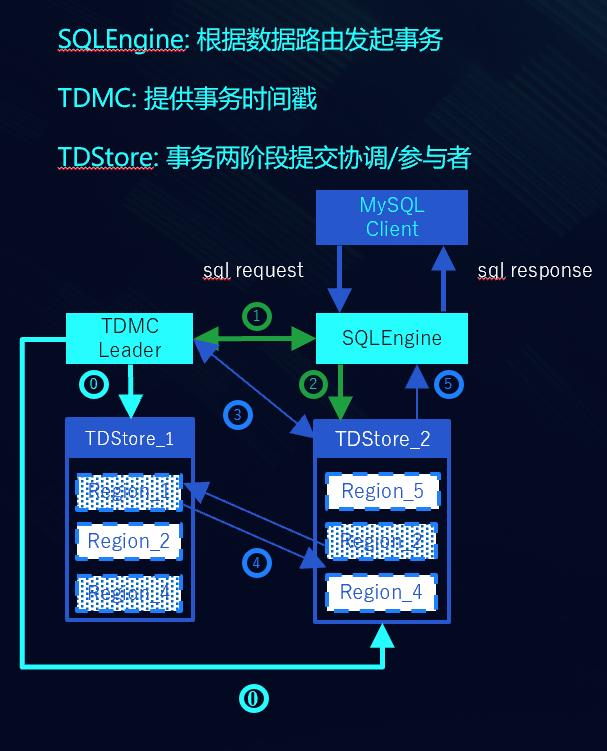 SQLEngine: 根据数据路由发起事务
TDMC: 提供事务时间戳
TDStore: 事务两阶段提交协调/参与者
MySQL
Client
sql request
sql response
TDMC
Leader
1
SQLEngine
0
2
5
3
TDStore_1
TDStore_2
Region_1
Region_5
Region_2
Region_2
4
Region_4
Region_4
0